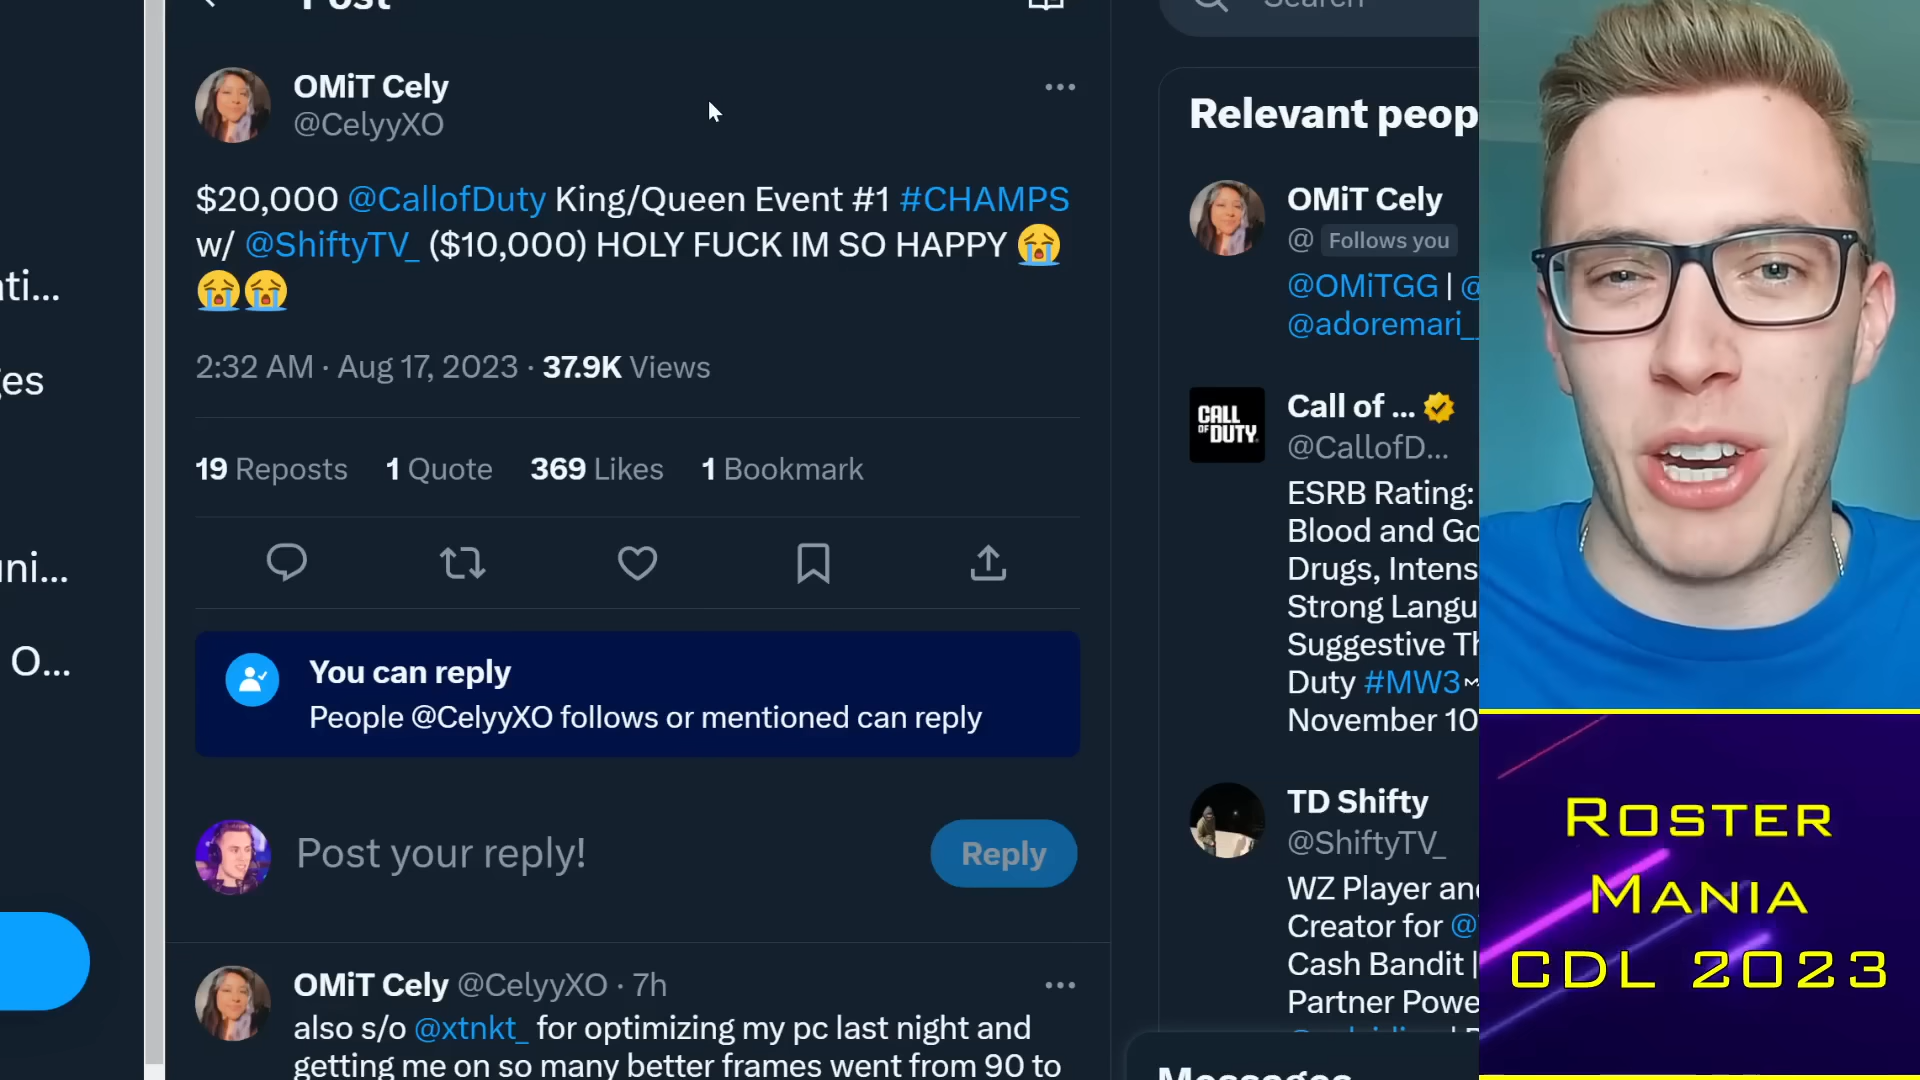 Post
Search
OMiT Cely
@CelyyXO
$20,000 @CallofDuty King/Queen Event #1 #CHAMPS
w/ @ShiftyTV_ ($10,000) HOLY FUCK IM SO HAPPY 😭
😭😭
2:32 AM · Aug 17, 2023 · 37.9K Views
19 Reposts 1 Quote 369 Likes 1 Bookmark
You can reply
People @CelyyXO follows or mentioned can reply
Post your reply!
Reply
OMiT Cely @CelyyXO · 7h
also s/o @xtnkt_ for optimizing my pc last night and
getting me on so many better frames went from 90 to
Relevant peop
OMiT Cely
@ Follows you
@OMiTGG | @
@adoremari_
CALL OF DUTY
Call of ...
@CallofD...
ESRB Rating:
Blood and Go
Drugs, Intens
Strong Langu
Suggestive Th
Duty #MW3
November 10
TD Shifty
@ShiftyTV_
WZ Player and
Creator for @
Cash Bandit |
Partner Powe
Messages
ROSTER
MANIA
CDL 2023